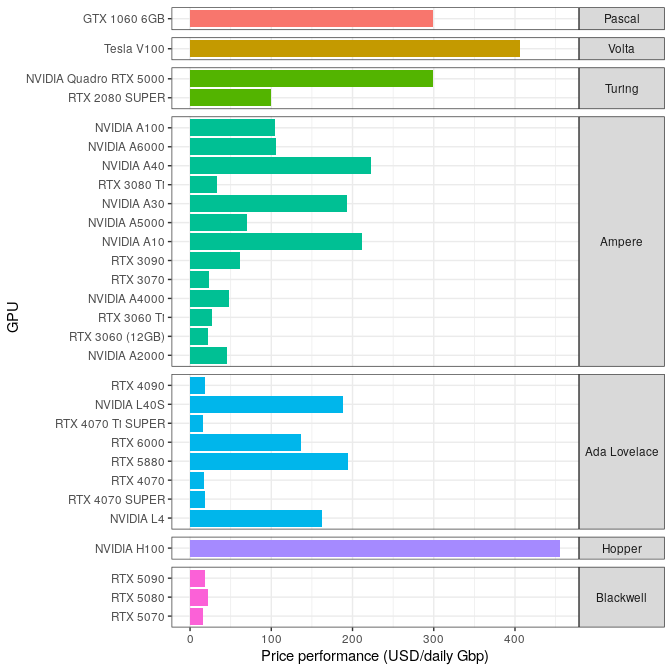 GTX 1060 6GB
Pascal
Tesla V100
Volta
NVIDIA Quadro RTX 5000
RTX 2080 SUPER
Turing
NVIDIA A100
NVIDIA A6000
NVIDIA A40
RTX 3080 Ti
NVIDIA A30
NVIDIA A5000
NVIDIA A10
RTX 3090
RTX 3070
NVIDIA A4000
RTX 3060 Ti
RTX 3060 (12GB)
NVIDIA A2000
Ampere
RTX 4090
NVIDIA L40S
RTX 4070 Ti SUPER
RTX 6000
RTX 5880
RTX 4070
RTX 4070 SUPER
NVIDIA L4
Ada Lovelace
NVIDIA H100
Hopper
RTX 5090
RTX 5080
RTX 5070
Blackwell
GPU
0 100 200 300 400
Price performance (USD/daily Gbp)